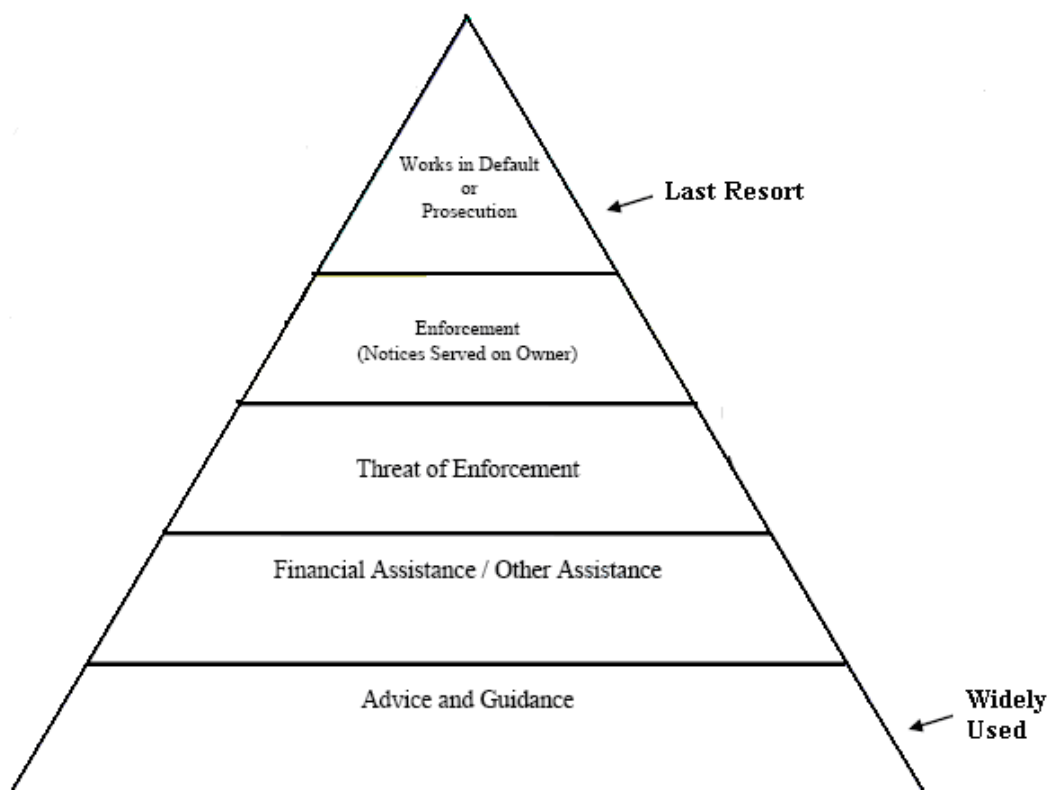 Works in Default
or
Prosecution
Last Resort
Enforcement
(Notices Served on Owner)
Threat of Enforcement
Financial Assistance / Other Assistance
Advice and Guidance
Widely
Used